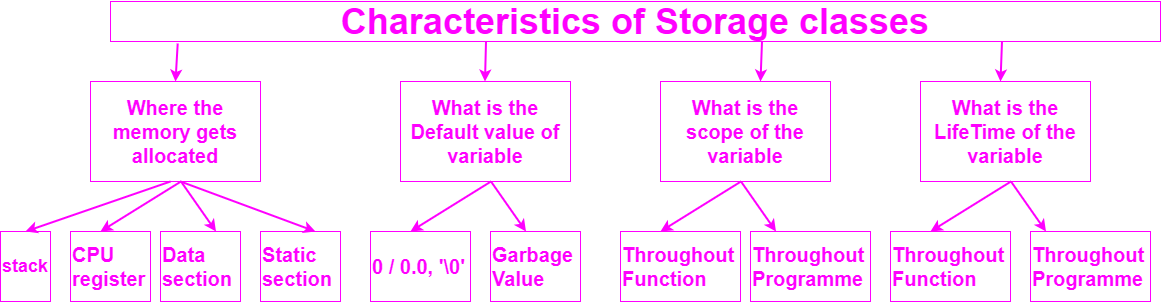 Characteristics of Storage classes
Where the
memory gets
allocated
What is the
Default value of
variable
What is the
scope of the
variable
What is the
LifeTime of the
variable
stack
CPU
register
Data
section
Static
section
0 / 0.0, '\0'
Garbage
Value
Throughout
Function
Throughout
Programme
Throughout
Function
Throughout
Programme